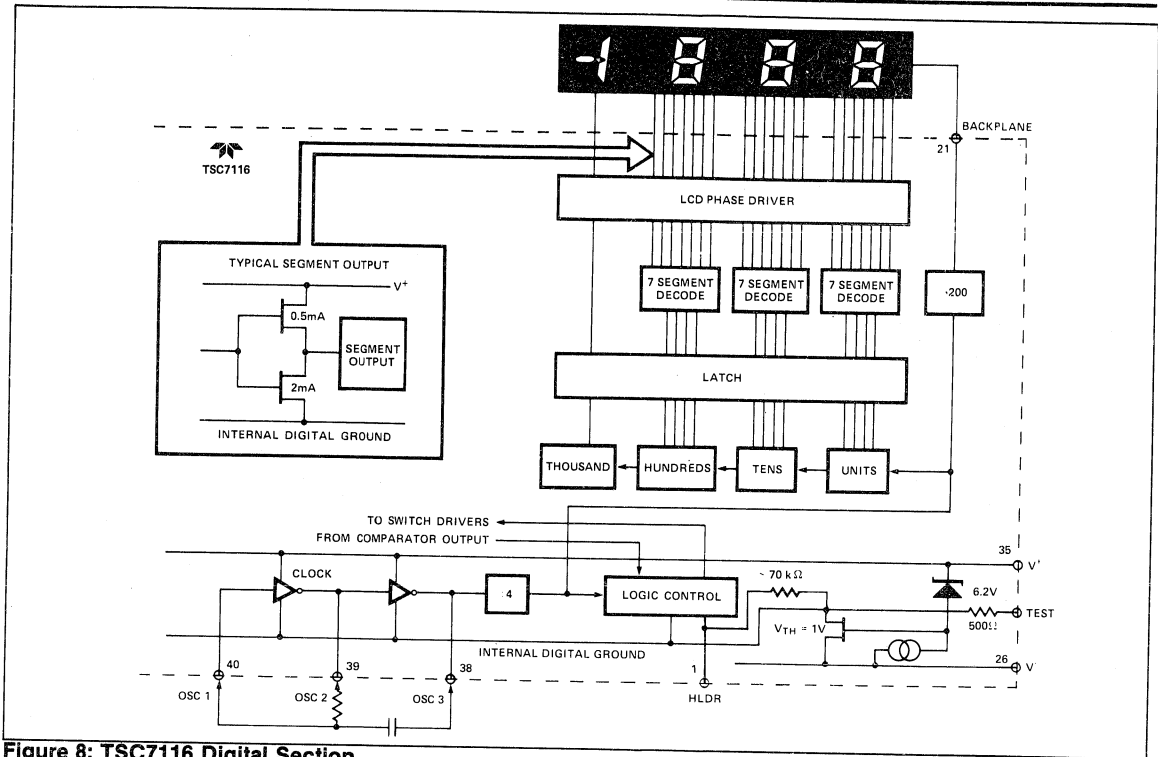 BACKPLANE
21
TSC7116
LCD PHASE DRIVER
TYPICAL SEGMENT OUTPUT
V+
0.5mA
SEGMENT
OUTPUT
2mA
INTERNAL DIGITAL GROUND
7 SEGMENT
DECODE
7 SEGMENT
DECODE
7 SEGMENT
DECODE
200
LATCH
THOUSAND
HUNDREDS
TENS
UNITS
TO SWITCH DRIVERS
FROM COMPARATOR OUTPUT
35
V+
CLOCK
4
LOGIC CONTROL
~ 70 kΩ
6.2V
TEST
500Ω
VTH = 1V
INTERNAL DIGITAL GROUND
26
V
40
39
38
1
OSC 1
OSC 2
OSC 3
HLDR
Figure 8: TSC7116 Digital Section